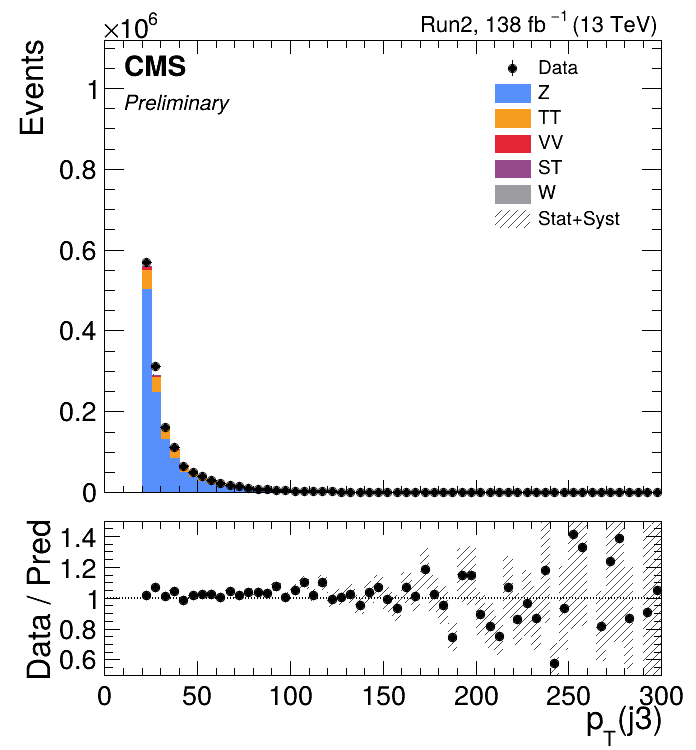 ×10⁶
Run2, 138 fb⁻¹ (13 TeV)
CMS
Preliminary
Data
Z
TT
VV
ST
W
Stat+Syst
Events
1
0.8
0.6
0.4
0.2
0
Data / Pred
1.4
1.2
1
0.8
0.6
0 50 100 150 200 250 300
p_T(j3)